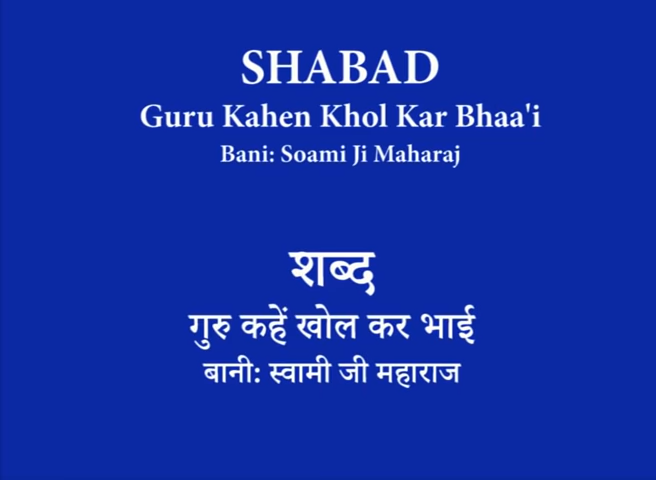 SHABAD
Guru Kahen Khol Kar Bhaa'i
Bani: Soami Ji Maharaj
शब्द
गुरु कहें खोल कर भाई
बानी: स्वामी जी महाराज